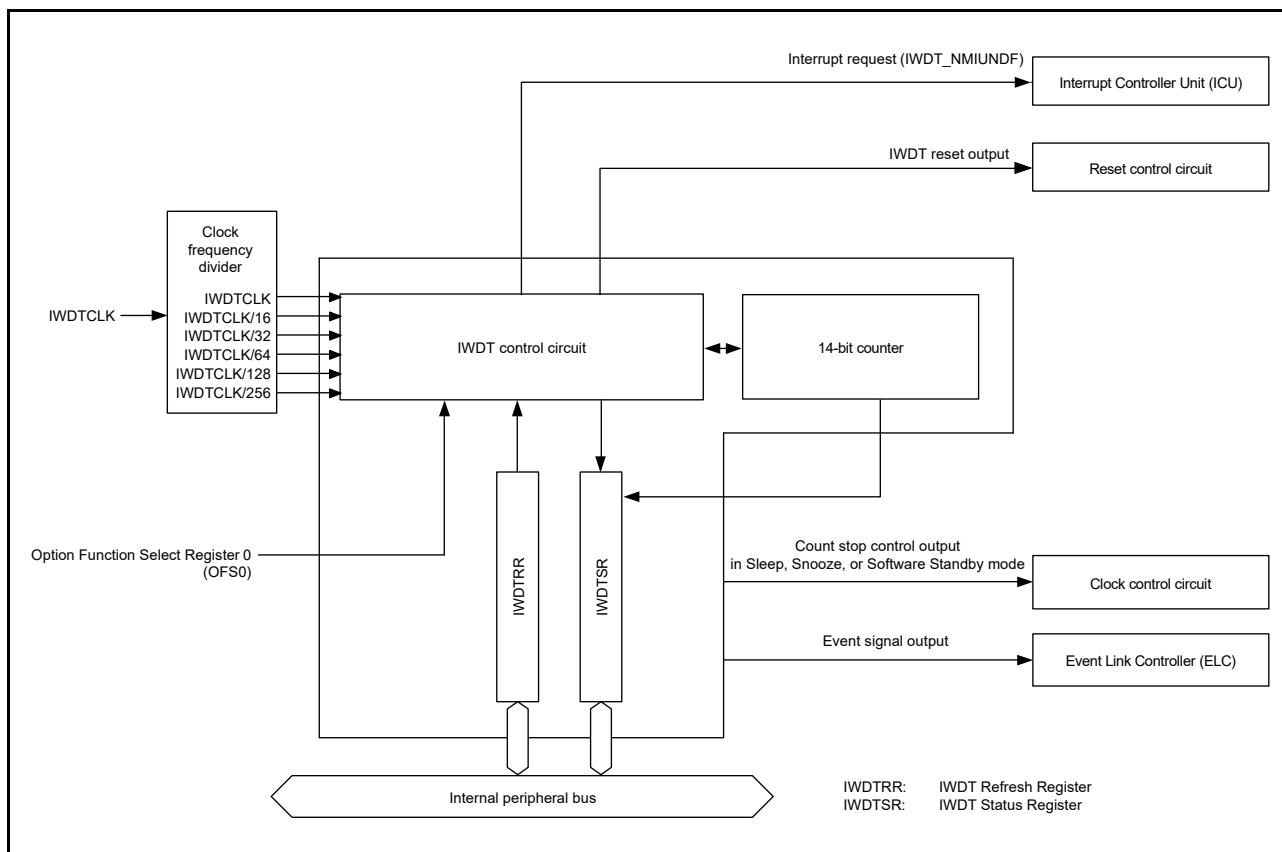 Interrupt request (IWDT_NMIUNDF)
Interrupt Controller Unit (ICU)
IWDT reset output
Reset control circuit
Clock
frequency
divider
IWDTCLK
IWDTCLK
IWDTCLK/16
IWDTCLK/32
IWDTCLK/64
IWDTCLK/128
IWDTCLK/256
IWDT control circuit
14-bit counter
Option Function Select Register 0
(OFS0)
IWDTRR
IWDTSR
Count stop control output
in Sleep, Snooze, or Software Standby mode
Clock control circuit
Event signal output
Event Link Controller (ELC)
Internal peripheral bus
IWDTRR: IWDT Refresh Register
IWDTSR: IWDT Status Register